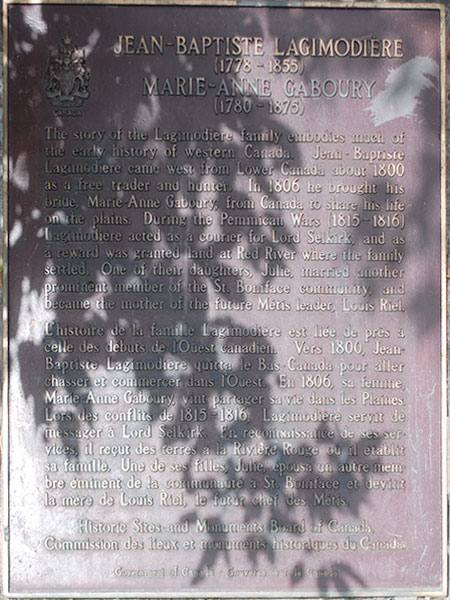 JEAN-BAPTISTE LAGIMODIÈRE
(1778-1855)
MARIE-ANNE GABOURY
(1780-1875)
CANADA
The story of the Lagimodière family embodies much of
the early history of western Canada. Jean-Baptiste
Lagimodière came west from Lower Canada about 1800
as a free trader and hunter. In 1806 he brought his
bride, Marie Anne Gaboury, from Canada to share his life
on the plains. During the Pemmican Wars (1815-1816)
Lagimodière acted as a courier for Lord Selkirk, and as
a reward was granted land at Red River where the family
settled. One of their daughters, Julie, married another
prominent member of the St. Boniface community, and
became the mother of the future Métis leader, Louis Riel.
L'histoire de la famille Lagimodière est liée de près à
celle des débuts de l'Ouest canadien. Vers 1800, Jean-
Baptiste Lagimodière quitta le Bas-Canada pour aller
chasser et commercer dans l'Ouest. En 1806, sa femme,
Marie Anne Gaboury, vint partager sa vie dans les Plaines.
Lors des conflits de 1815-1816, Lagimodière servit de
messager à Lord Selkirk. En reconnaissance de ses ser-
vices, il reçut des terres à la Rivière Rouge où il établit
sa famille. Une de ses filles, Julie, épousa un autre mem-
bre éminent de la communauté à St. Boniface et devint
la mère de Louis Riel, le futur chef des Métis.
Historic Sites and Monuments Board of Canada.
Commission des lieux et monuments historiques du Canada.
Government of Canada - Gouvernement du Canada